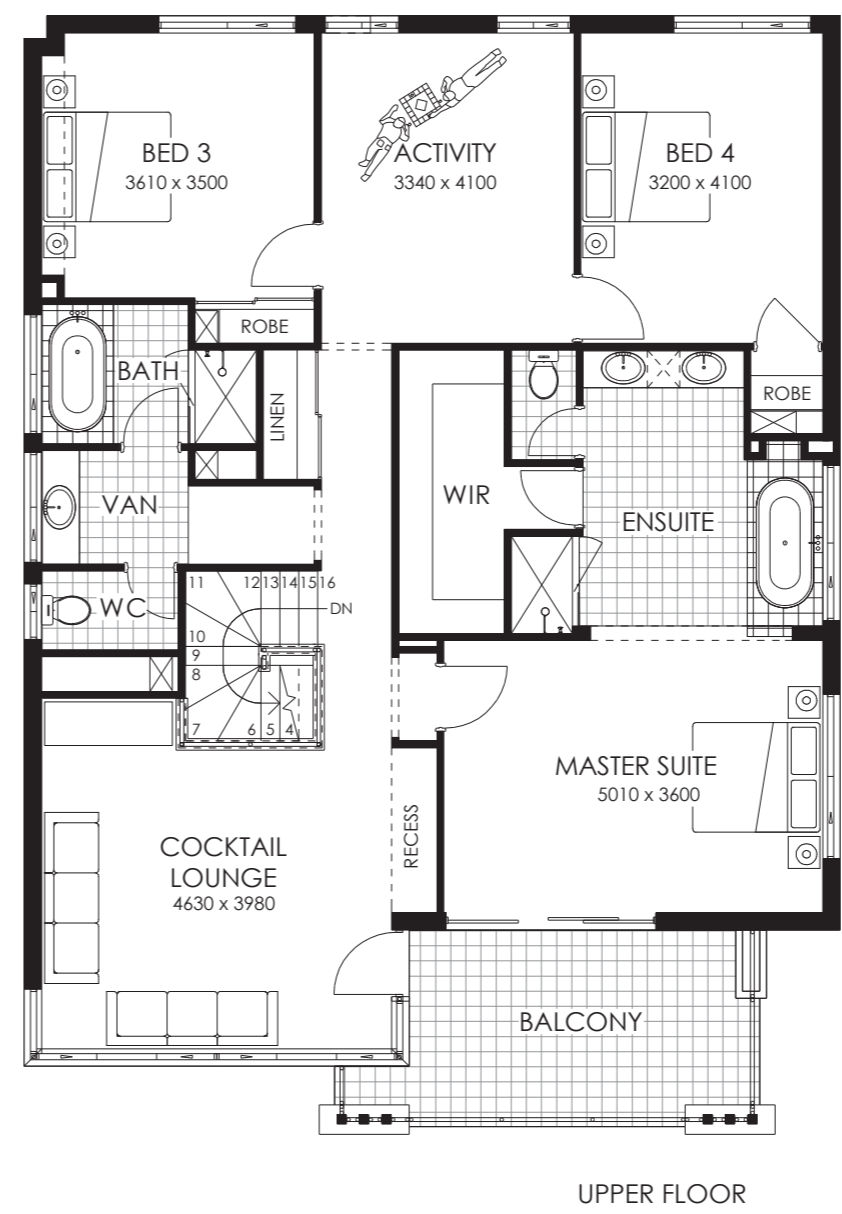 BED 3
3610 x 3500
ACTIVITY
3340 x 4100
BED 4
3200 x 4100
ROBE
BATH
LINEN
ROBE
WIR
ENSUITE
VAN
WC
11
12 13 14 15 16
DN
10
9
8
7
6 5 4
MASTER SUITE
5010 x 3600
RECESS
COCKTAIL
LOUNGE
4630 x 3980
BALCONY
UPPER FLOOR